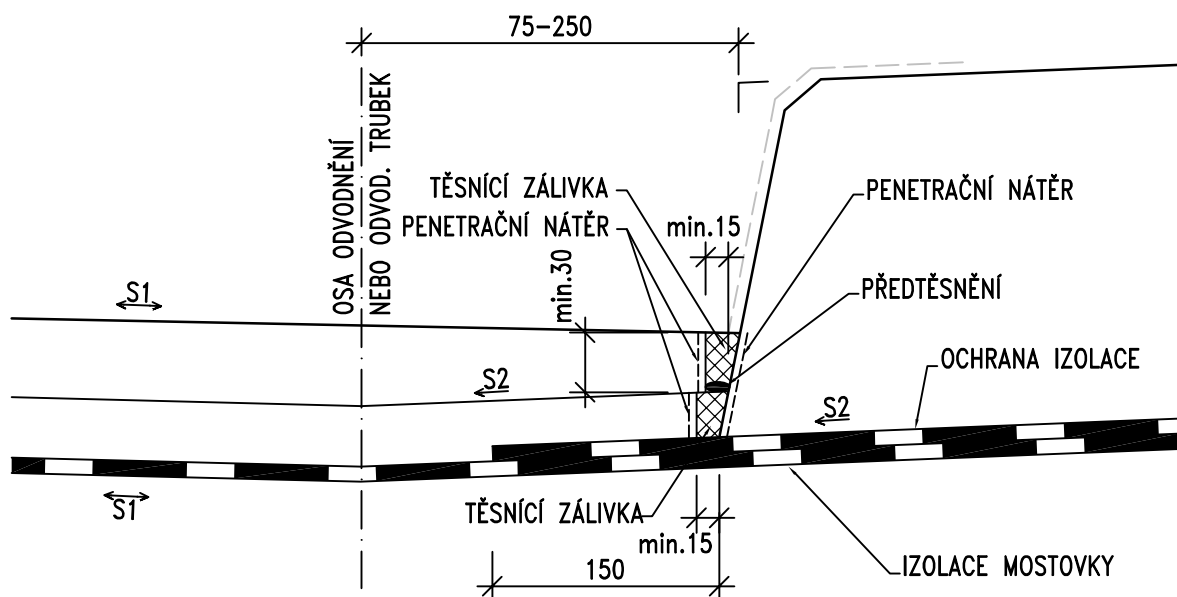 75-250
OSA ODVODNĚNÍ
NEBO ODVOD. TRUBEK
TĚSNÍCÍ ZÁLIVKA
PENETRAČNÍ NÁTĚR
PENETRAČNÍ NÁTĚR
min.15
min.30
PŘEDTĚSNĚNÍ
S1
OCHRANA IZOLACE
S2
S2
S1
TĚSNÍCÍ ZÁLIVKA
min.15
150
IZOLACE MOSTOVKY